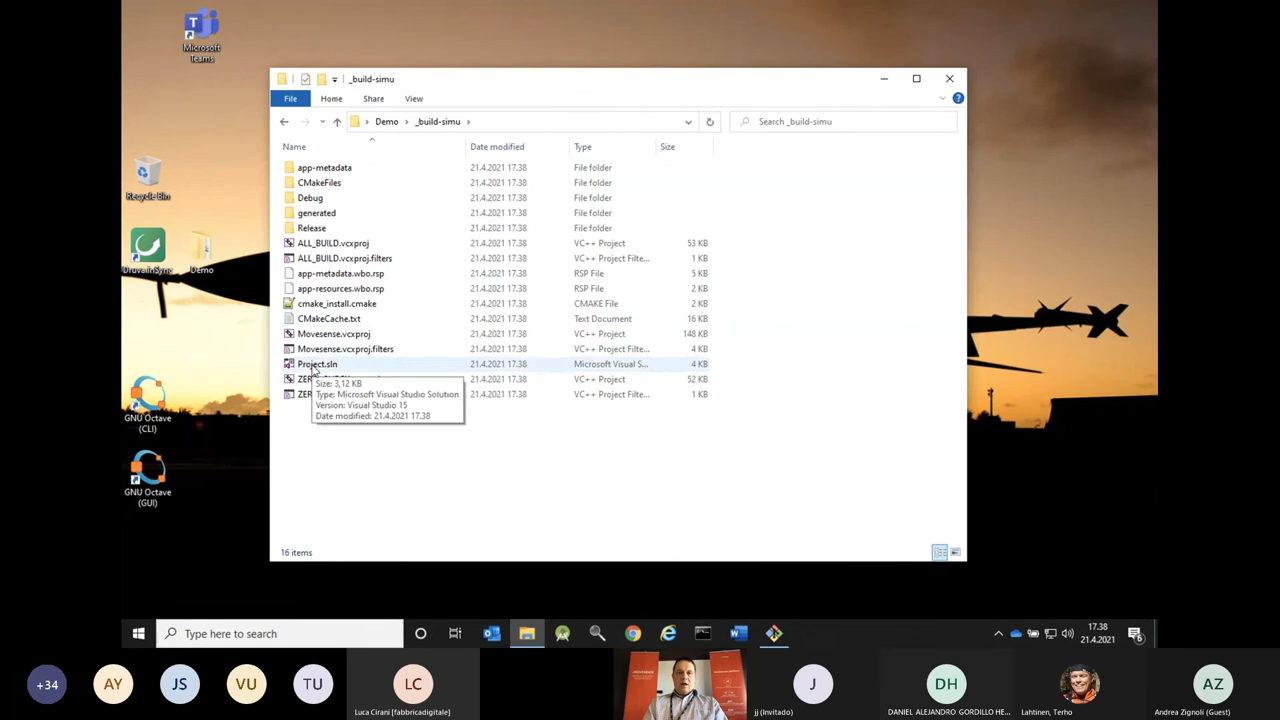 Microsoft
Teams
_build-simu
File
Home
Share
View
Demo
_build-simu
Search _build-simu
Name
Date modified
Type
Size
app-metadata 21.4.2021 17.38 File folder
CMakeFiles 21.4.2021 17.38 File folder
Debug 21.4.2021 17.38 File folder
generated 21.4.2021 17.38 File folder
Release 21.4.2021 17.38 File folder
ALL_BUILD.vcxproj 21.4.2021 17.38 VC++ Project 53 KB
ALL_BUILD.vcxproj.filters 21.4.2021 17.38 VC++ Project Filte... 1 KB
app-metadata.wbo.rsp 21.4.2021 17.38 RSP File 5 KB
app-resources.wbo.rsp 21.4.2021 17.38 RSP File 2 KB
cmake_install.cmake 21.4.2021 17.38 CMAKE File 2 KB
CMakeCache.txt 21.4.2021 17.38 Text Document 16 KB
Movesense.vcxproj 21.4.2021 17.38 VC++ Project 148 KB
Movesense.vcxproj.filters 21.4.2021 17.38 VC++ Project Filte... 4 KB
Project.sln 21.4.2021 17.38 Microsoft Visual S... 4 KB
21.4.2021 17.38 VC++ Project 52 KB
21.4.2021 17.38 VC++ Project Filte... 1 KB
Size: 3,12 KB
Type: Microsoft Visual Studio Solution
Version: Visual Studio 15
Date modified: 21.4.2021 17.38
16 items
Recycle Bin
DruvaInSync
Demo
GNU Octave
(CLI)
GNU Octave
(GUI)
Type here to search
17.38
21.4.2021
6
+34
AY
JS
VU
TU
LC
Luca Cirani [fabbricadigitale]
J
jj (Invitado)
DH
DANIEL ALEJANDRO GORDILLO HE...
Lahtinen, Terho
AZ
Andrea Zignoli (Guest)